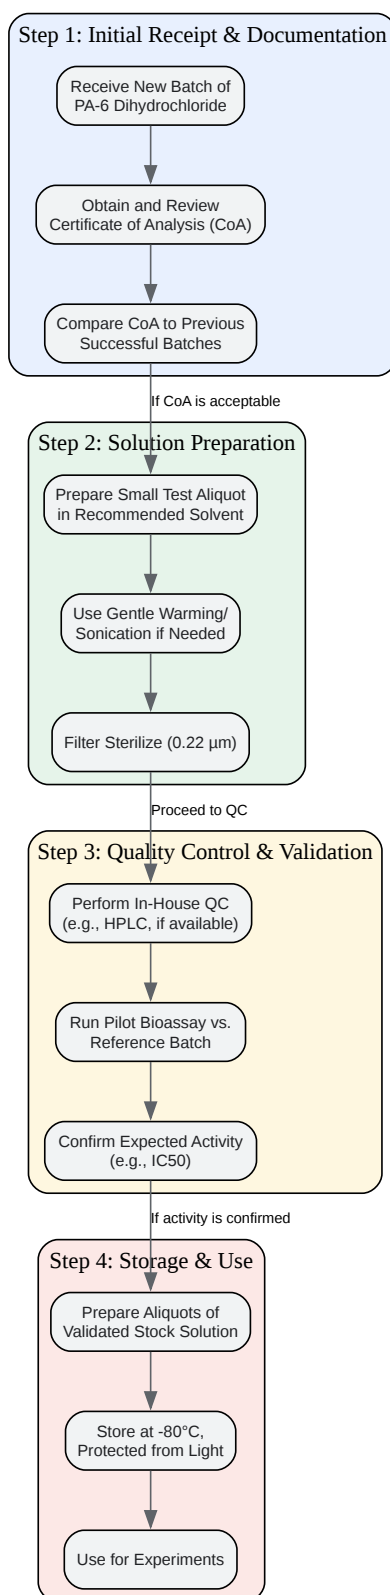 Step 1: Initial Receipt & Documentation
Receive New Batch of
PA-6 Dihydrochloride
Obtain and Review
Certificate of Analysis (CoA)
Compare CoA to Previous
Successful Batches
If CoA is acceptable
Step 2: Solution Preparation
Prepare Small Test Aliquot
in Recommended Solvent
Use Gentle Warming/
Sonication if Needed
Filter Sterilize (0.22 µm)
Proceed to QC
Step 3: Quality Control & Validation
Perform In-House QC
(e.g., HPLC, if available)
Run Pilot Bioassay vs.
Reference Batch
Confirm Expected Activity
(e.g., IC50)
If activity is confirmed
Step 4: Storage & Use
Prepare Aliquots of
Validated Stock Solution
Store at -80°C,
Protected from Light
Use for Experiments